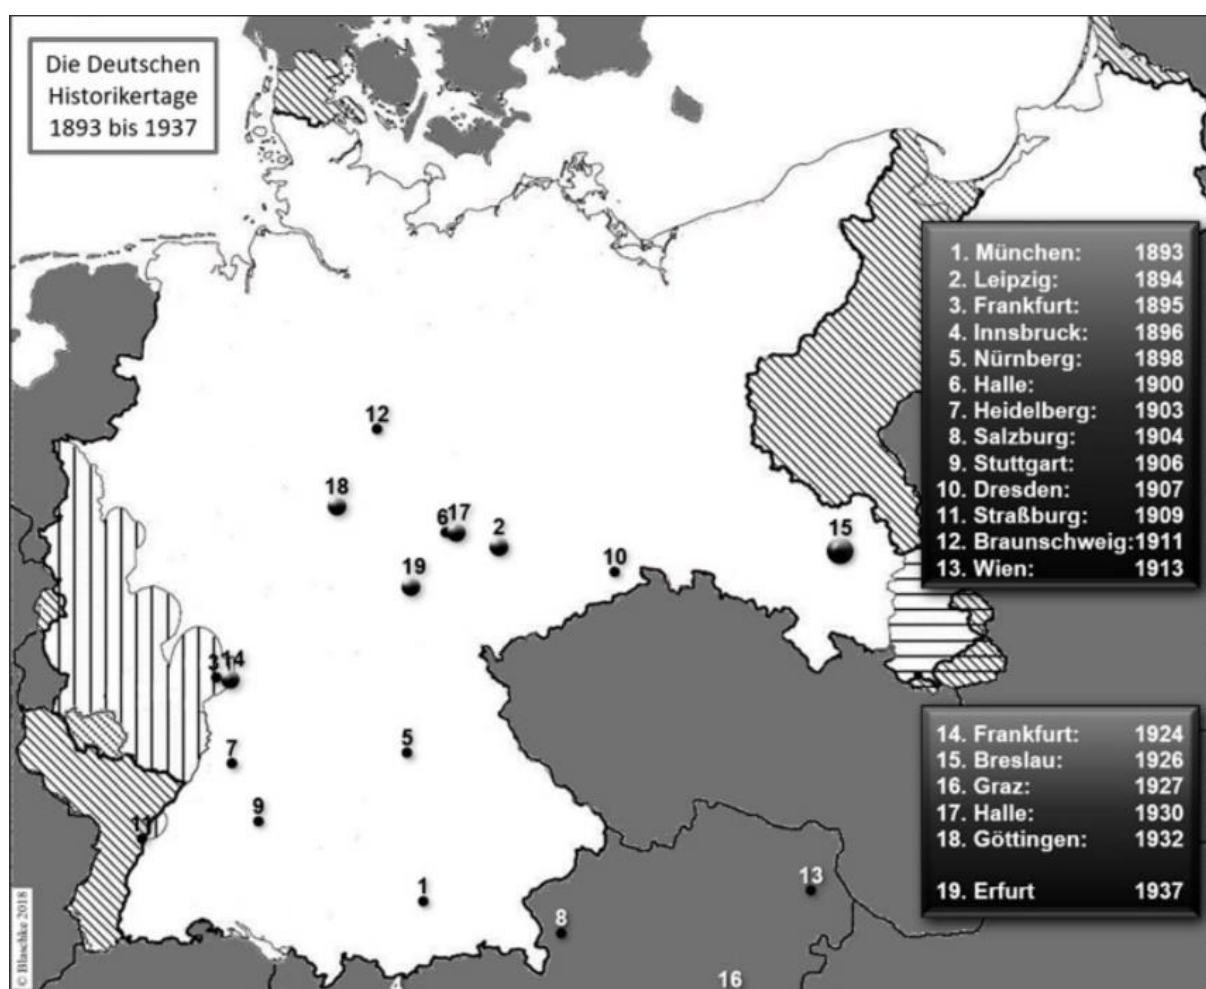 Die Deutschen
Historikertage
1893 bis 1937
1. München: 1893
2. Leipzig: 1894
3. Frankfurt: 1895
4. Innsbruck: 1896
5. Nürnberg: 1898
6. Halle: 1900
7. Heidelberg: 1903
8. Salzburg: 1904
9. Stuttgart: 1906
10. Dresden: 1907
11. Straßburg: 1909
12. Braunschweig: 1911
13. Wien: 1913
12
18
6 17
2
15
10
19
3 14
5
7
9
11
14. Frankfurt: 1924
15. Breslau: 1926
16. Graz: 1927
17. Halle: 1930
18. Göttingen: 1932
19. Erfurt 1937
1
13
8
4
16
© Blaschke 2018